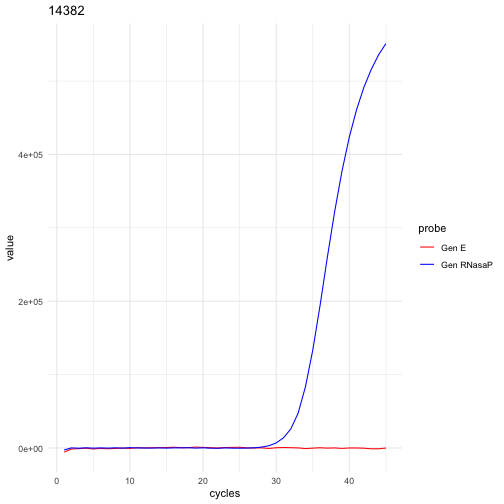 14382
4e+05
2e+05
0e+00
value
0
10
20
30
40
cycles
probe
Gen E
Gen RNasaP